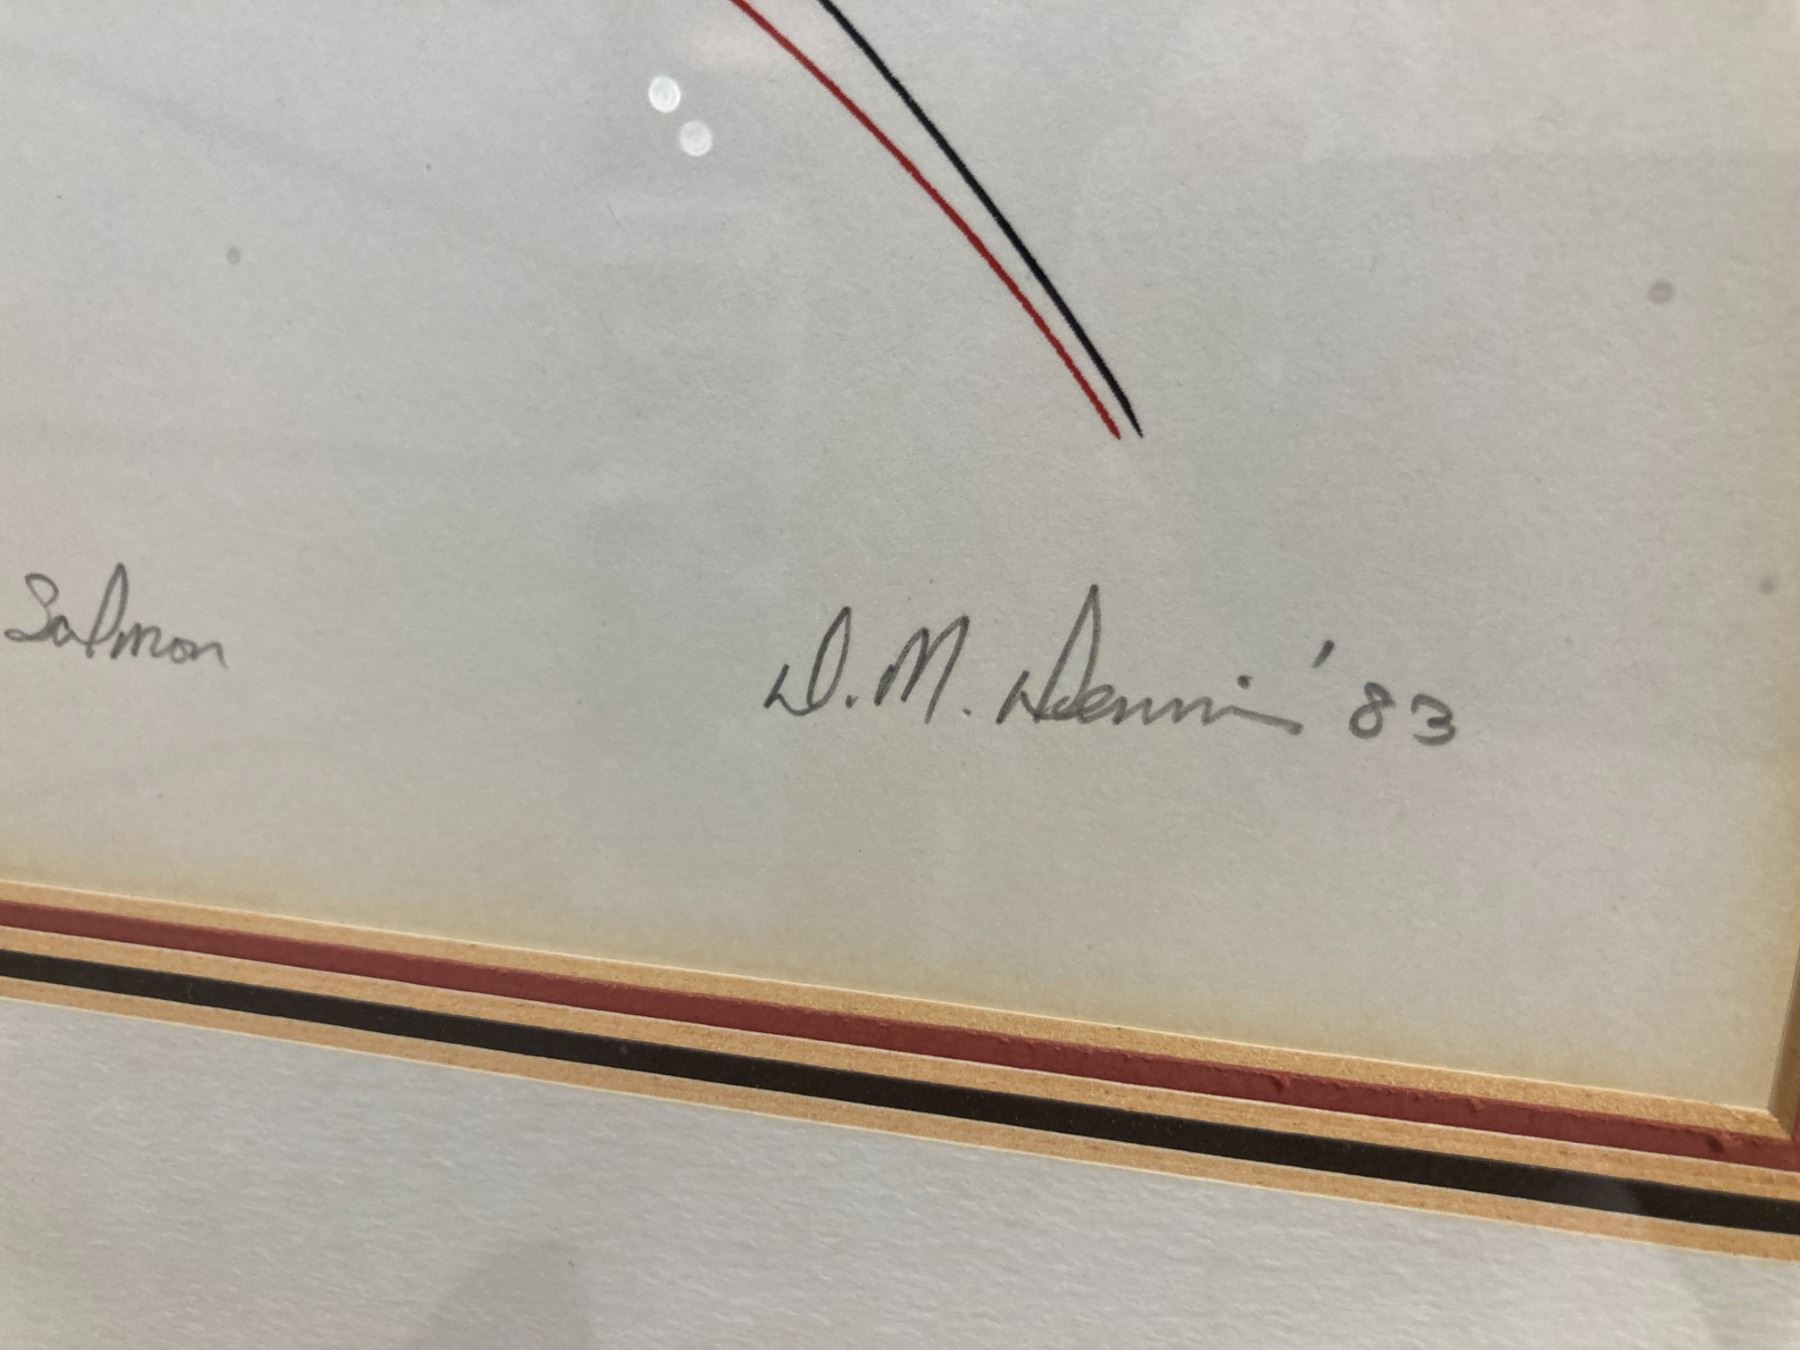 Salmon
D. M. Dennis '83